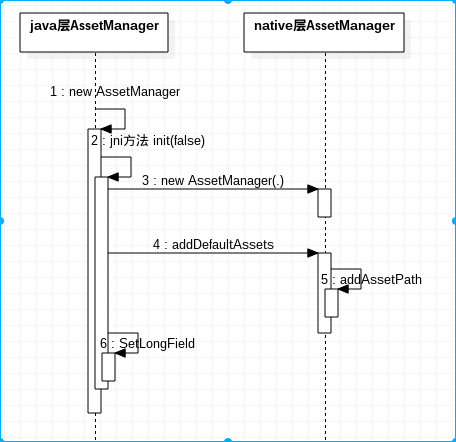 java层AssetManager
native层AssetManager
1 : new AssetManager
2 : jni方法 init(false)
3 : new AssetManager(.)
4 : addDefaultAssets
5 : addAssetPath
6 : SetLongField